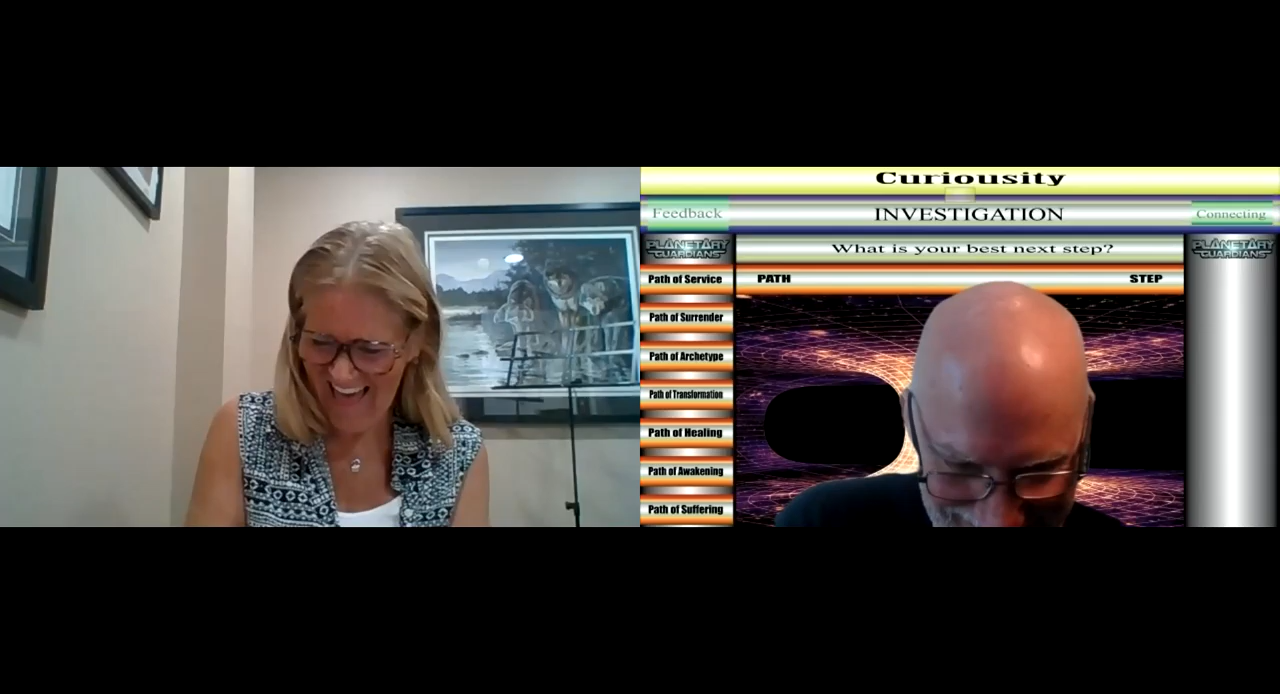 Curiousity
Feedback
INVESTIGATION
Connecting
PLANETARY
GUARDIANS
What is your best next step?
PLANETARY
GUARDIANS
Path of Service
PATH
STEP
Path of Surrender
Path of Archetype
Path of Transformation
Path of Healing
Path of Awakening
Path of Suffering